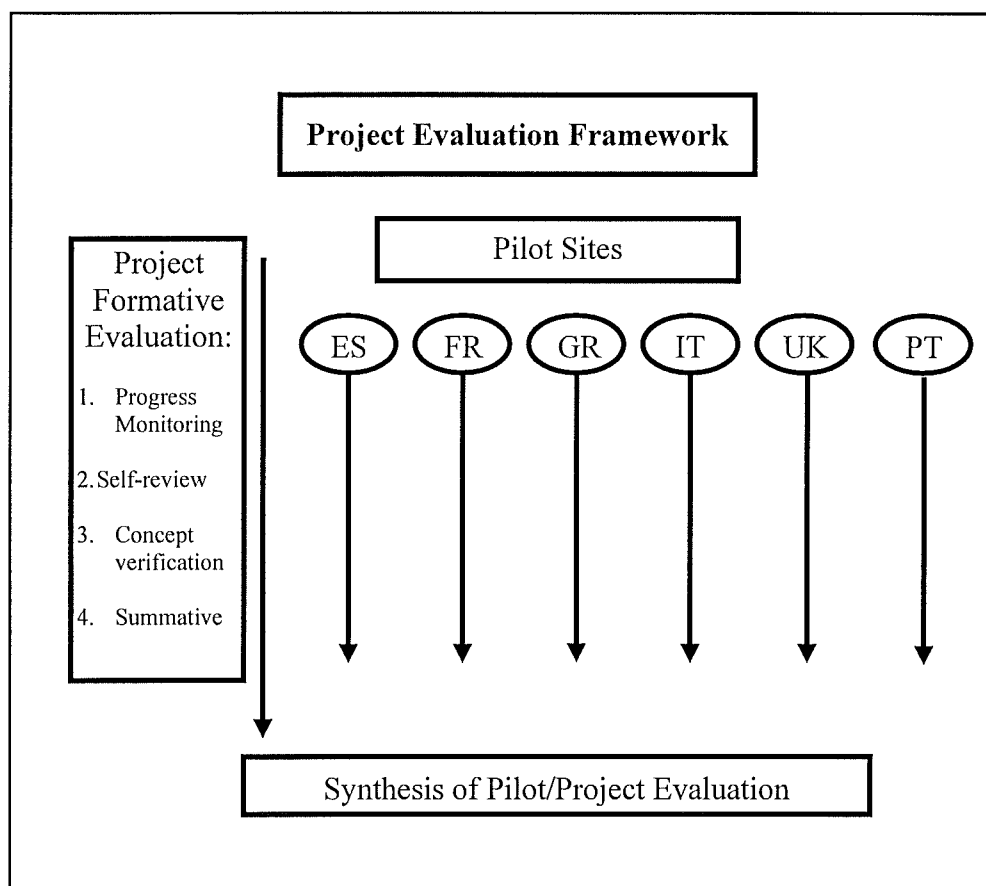 Project Evaluation Framework
Pilot Sites
Project
Formative
Evaluation:
1. Progress
Monitoring
2.Self-review
3. Concept
verification
4. Summative
ES FR GR IT UK PT
Synthesis of Pilot/Project Evaluation